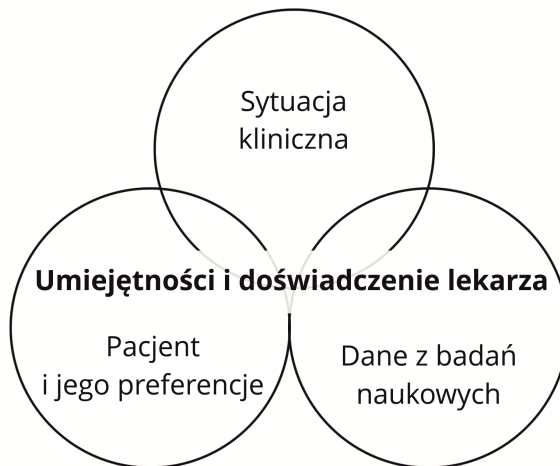 Sytuacja
kliniczna
Umiejętności i doświadczenie lekarza
Pacjent
i jego preferencje
Dane z badań
naukowych